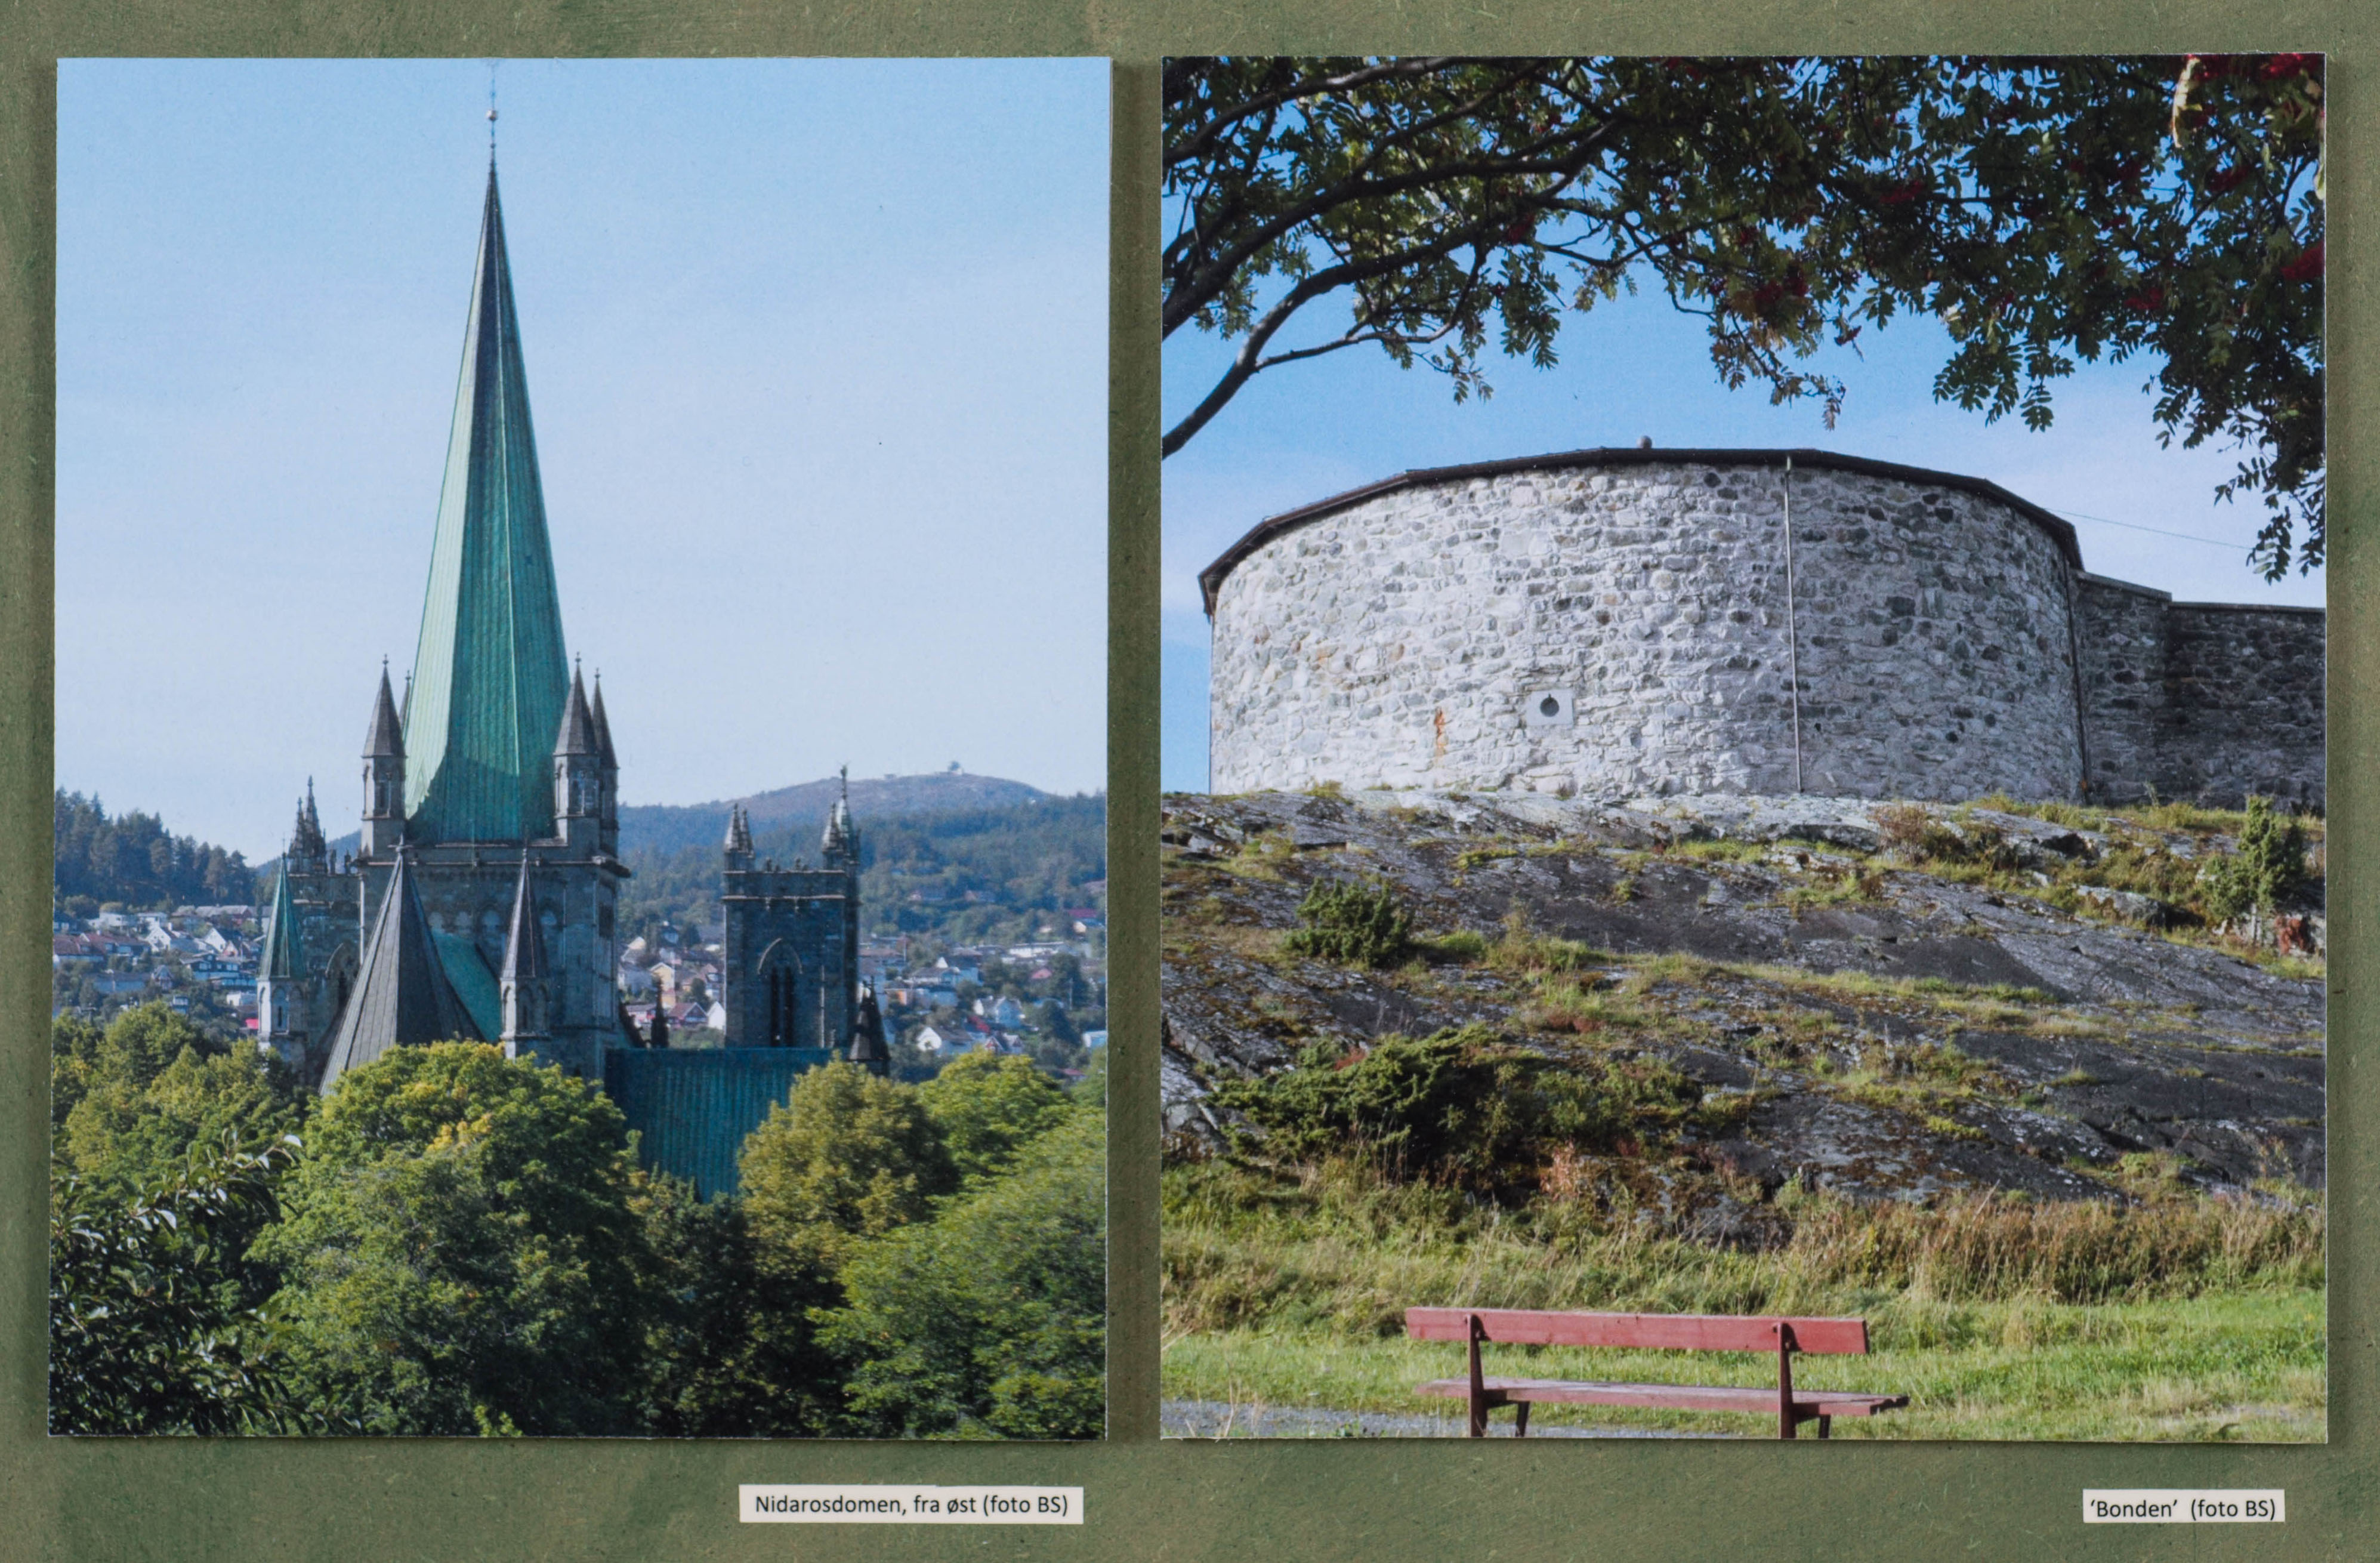 Nidarosdomen, fra øst (foto BS)
‘Bonden’ (foto BS)